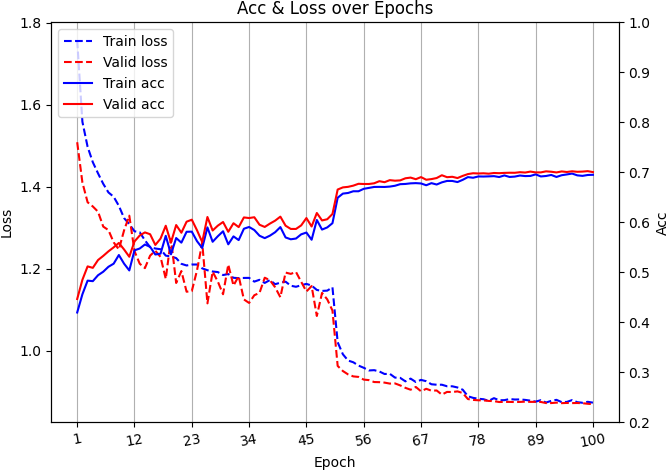 Acc & Loss over Epochs
Train loss
Valid loss
Train acc
Valid acc
1.8
1.6
1.4
1.2
1.0
Loss
1.0
0.9
0.8
0.7
0.6
0.5
0.4
0.3
0.2
Acc
1 12 23 34 45 56 67 78 89 100
Epoch